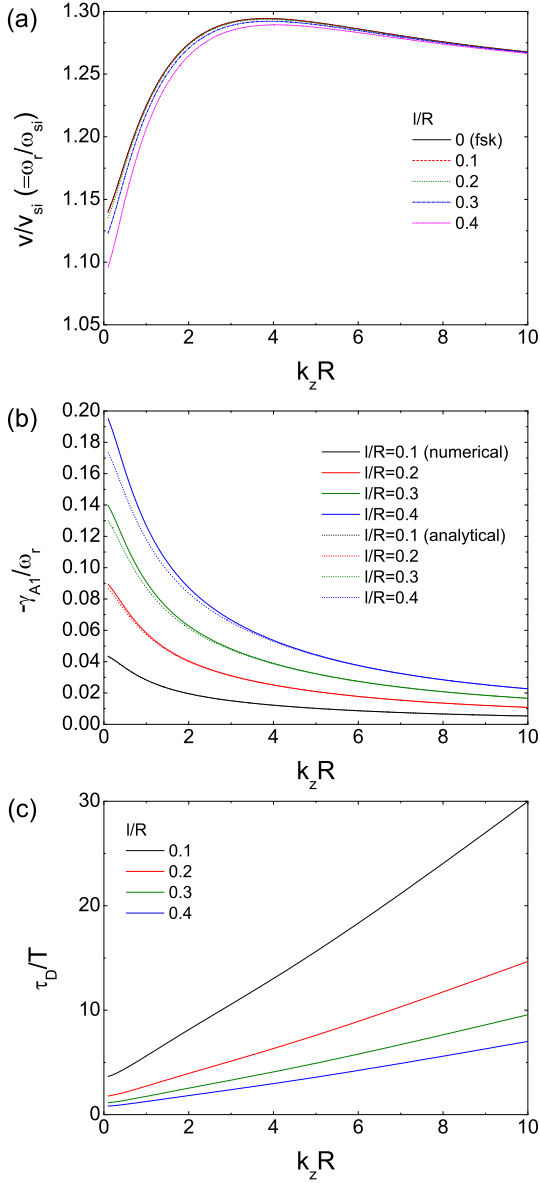 (a)
1.30
1.25
1.20
1.15
1.10
1.05
v/v_si (=ω_r/ω_si)
l/R
0 (fsk)
0.1
0.2
0.3
0.4
0 2 4 6 8 10
k_zR
(b)
0.20
0.18
0.16
0.14
0.12
0.10
0.08
0.06
0.04
0.02
0.00
-γ_A1/ω_r
l/R=0.1 (numerical)
l/R=0.2
l/R=0.3
l/R=0.4
l/R=0.1 (analytical)
l/R=0.2
l/R=0.3
l/R=0.4
0 2 4 6 8 10
k_zR
(c)
30
20
10
0
τ_D/T
l/R
0.1
0.2
0.3
0.4
0 2 4 6 8 10
k_zR